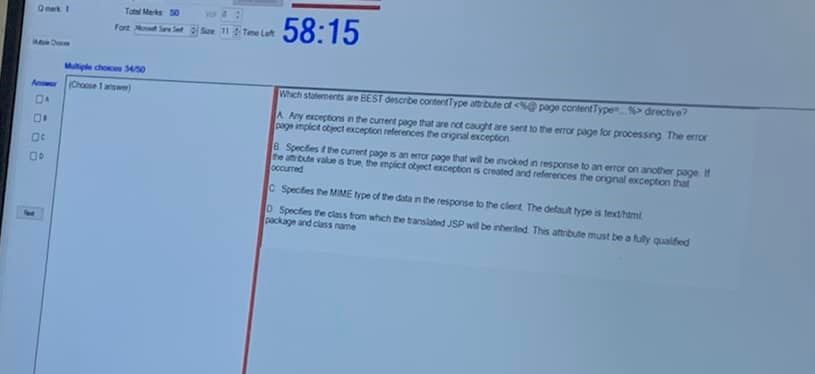 Q mark 1
Total Marks 50
Font Microsoft Sans Serif Size 11 Time Left 58:15
Multiple Choices
Multiple choices 34/50
Answer (Choose 1 answer)
A
B
C
D
Next
Which statements are BEST describe contentType attribute of <%@ page contentType=....%> directive?
A. Any exceptions in the current page that are not caught are sent to the error page for processing. The error
page implicit object exception references the original exception.
B. Specifies if the current page is an error page that will be invoked in response to an error on another page. If
the attribute value is true, the implicit object exception is created and references the original exception that
occurred
C. Specifies the MIME type of the data in the response to the client. The default type is text/html.
D. Specifies the class from which the translated JSP will be inherited. This attribute must be a fully qualified
package and class name